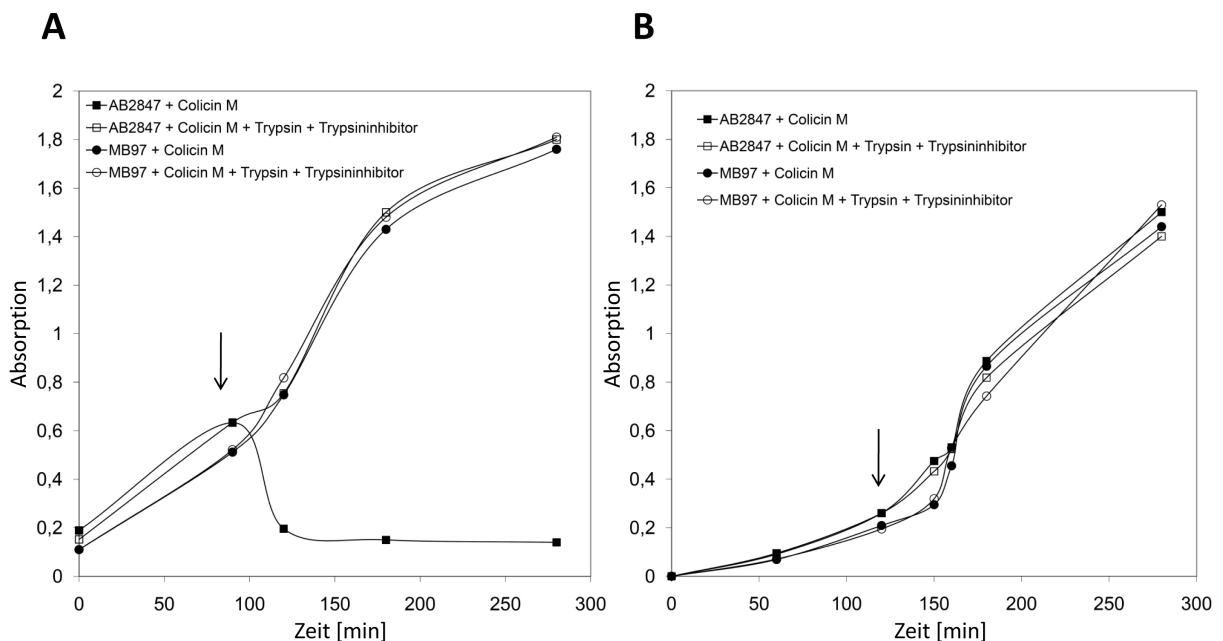 A
2
1,8
1,6
1,4
1,2
1
0,8
0,6
0,4
0,2
0
Absorption
AB2847 + Colicin M
AB2847 + Colicin M + Trypsin + Trypsininhibitor
MB97 + Colicin M
MB97 + Colicin M + Trypsin + Trypsininhibitor
0 50 100 150 200 250 300
Zeit [min]
B
2
1,8
1,6
1,4
1,2
1
0,8
0,6
0,4
0,2
0
Absorption
AB2847 + Colicin M
AB2847 + Colicin M + Trypsin + Trypsininhibitor
MB97 + Colicin M
MB97 + Colicin M + Trypsin + Trypsininhibitor
0 50 100 150 200 250 300
Zeit [min]